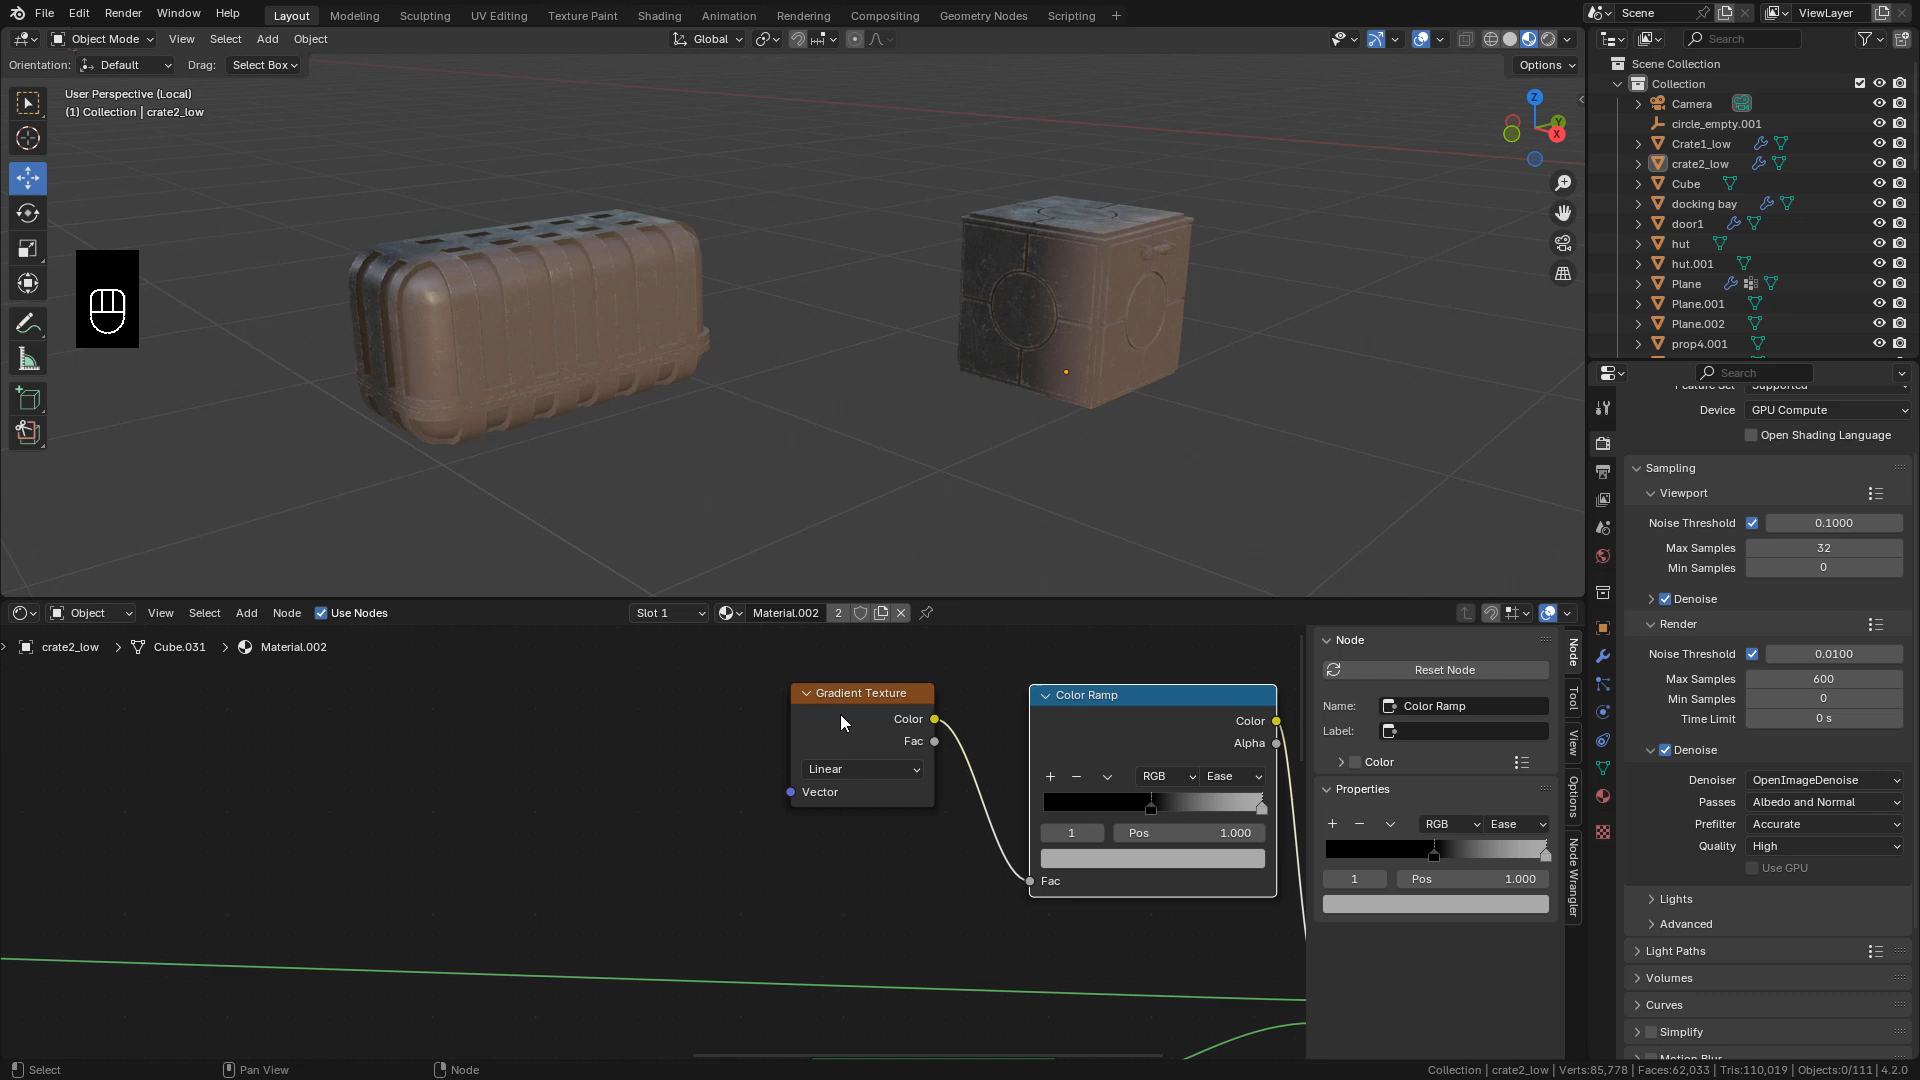 File Edit Render Window Help Layout Modeling Sculpting UV Editing Texture Paint Shading Animation Rendering Compositing Geometry Nodes Scripting + Scene ViewLayer
Object Mode View Select Add Object Global Search
Orientation: Default Drag: Select Box Options
User Perspective (Local)
(1) Collection | crate2_low
Z
Y
X
Scene Collection
Collection
Camera
circle_empty.001
Crate1_low
crate2_low
Cube
docking bay
door1
hut
hut.001
Plane
Plane.001
Plane.002
prop4.001
Search
Device GPU Compute
Open Shading Language
Sampling
Viewport
Noise Threshold 0.1000
Max Samples 32
Min Samples 0
Denoise
Render
Noise Threshold 0.0100
Max Samples 600
Min Samples 0
Time Limit 0 s
Denoise
Denoiser OpenImageDenoise
Passes Albedo and Normal
Prefilter Accurate
Quality High
Use GPU
Lights
Advanced
Light Paths
Volumes
Curves
Simplify
Object View Select Add Node Use Nodes Slot 1 Material.002 2
crate2_low > Cube.031 > Material.002
Gradient Texture
Color
Fac
Linear
Vector
Color Ramp
Color
Alpha
+ − RGB Ease
1 Pos 1.000
Fac
Node
Reset Node
Name: Color Ramp
Label:
Color
Properties
+ − RGB Ease
1 Pos 1.000
Node
Tool
View
Options
Node Wrangler
Select Pan View Node Collection | crate2_low | Verts:85,778 | Faces:62,033 | Tris:110,019 | Objects:0/111 | 4.2.0